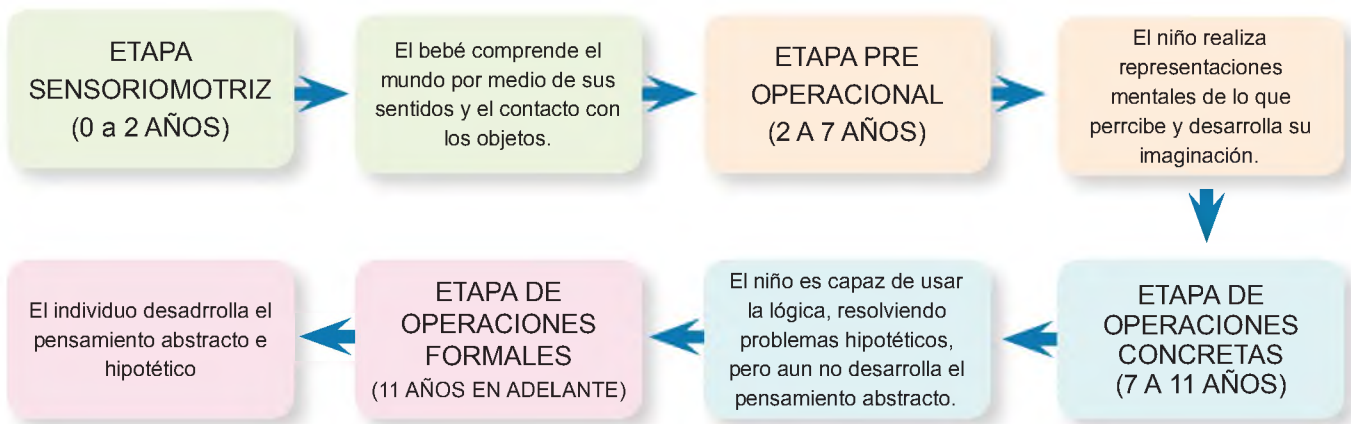 ETAPA
SENSORIOMOTRIZ
(0 a 2 AÑOS)
El bebé comprende el
mundo por medio de sus
sentidos y el contacto con
los objetos.
ETAPA PRE
OPERACIONAL
(2 A 7 AÑOS)
El niño realiza
representaciones
mentales de lo que
perrcibe y desarrolla su
imaginación.
ETAPA DE
OPERACIONES
CONCRETAS
(7 A 11 AÑOS)
El niño es capaz de usar
la lógica, resolviendo
problemas hipotéticos,
pero aun no desarrolla el
pensamiento abstracto.
ETAPA DE
OPERACIONES
FORMALES
(11 AÑOS EN ADELANTE)
El individuo desadrrolla el
pensamiento abstracto e
hipotético